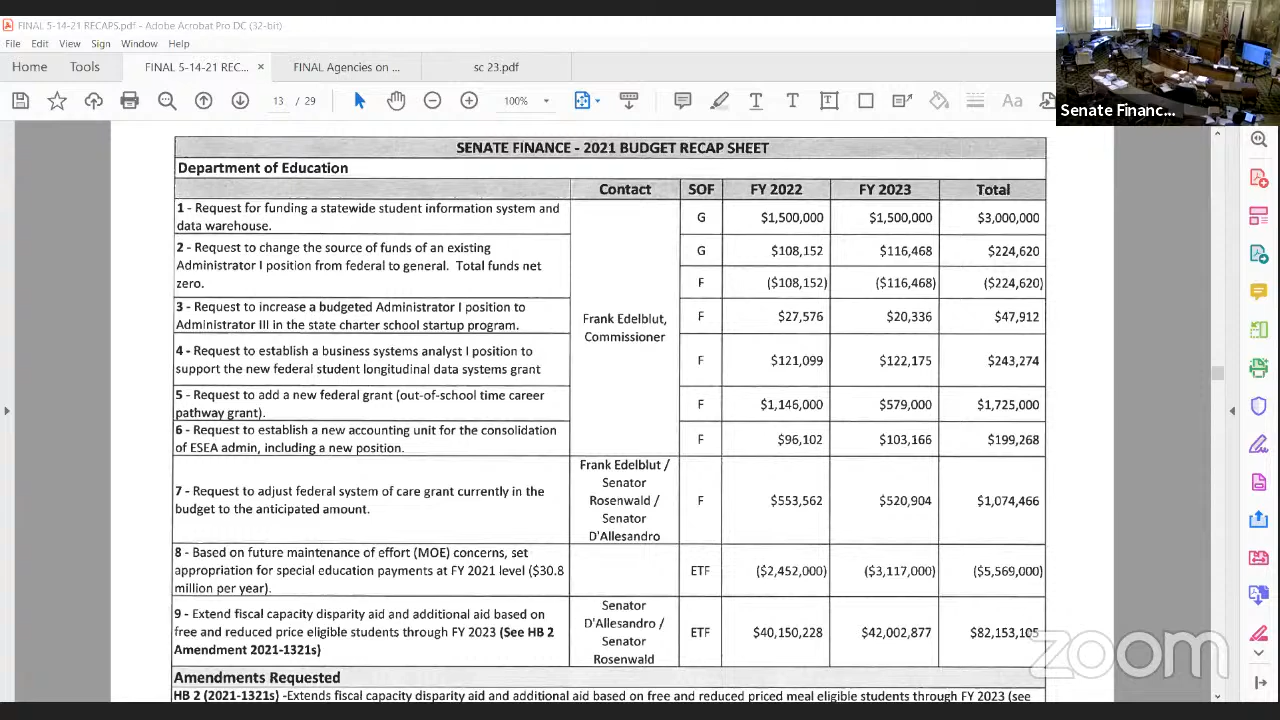 FINAL 5-14-21 RECAPS.pdf - Adobe Acrobat Pro DC (32-bit)
File Edit View Sign Window Help
Home Tools FINAL 5-14-21 REC... × FINAL Agencies on ... sc 23.pdf
/ 29 100%
Senate Financ...
SENATE FINANCE - 2021 BUDGET RECAP SHEET
Department of Education
Contact SOF FY 2022 FY 2023 Total
1 - Request for funding a statewide student information system and
data warehouse.
G $1,500,000 $1,500,000 $3,000,000
2 - Request to change the source of funds of an existing
Administrator I position from federal to general. Total funds net
zero.
G $108,152 $116,468 $224,620
F ($108,152) ($116,468) ($224,620)
3 - Request to increase a budgeted Administrator I position to
Administrator III in the state charter school startup program.
Frank Edelblut,
Commissioner
F $27,576 $20,336 $47,912
4 - Request to establish a business systems analyst I position to
support the new federal student longitudinal data systems grant
F $121,099 $122,175 $243,274
5 - Request to add a new federal grant (out-of-school time career
pathway grant).
F $1,146,000 $579,000 $1,725,000
6 - Request to establish a new accounting unit for the consolidation
of ESEA admin, including a new position.
F $96,102 $103,166 $199,268
7 - Request to adjust federal system of care grant currently in the
budget to the anticipated amount.
Frank Edelblut /
Senator
Rosenwald /
Senator
D'Allesandro
F $553,562 $520,904 $1,074,466
8 - Based on future maintenance of effort (MOE) concerns, set
appropriation for special education payments at FY 2021 level ($30.8
million per year).
ETF ($2,452,000) ($3,117,000) ($5,569,000)
9 - Extend fiscal capacity disparity aid and additional aid based on
free and reduced price eligible students through FY 2023 (See HB 2
Amendment 2021-1321s)
Senator
D'Allesandro /
Senator
Rosenwald
ETF $40,150,228 $42,002,877 $82,153,105
Amendments Requested
HB 2 (2021-1321s) -Extends fiscal capacity disparity aid and additional aid based on free and reduced priced meal eligible students through FY 2023 (see
zoom